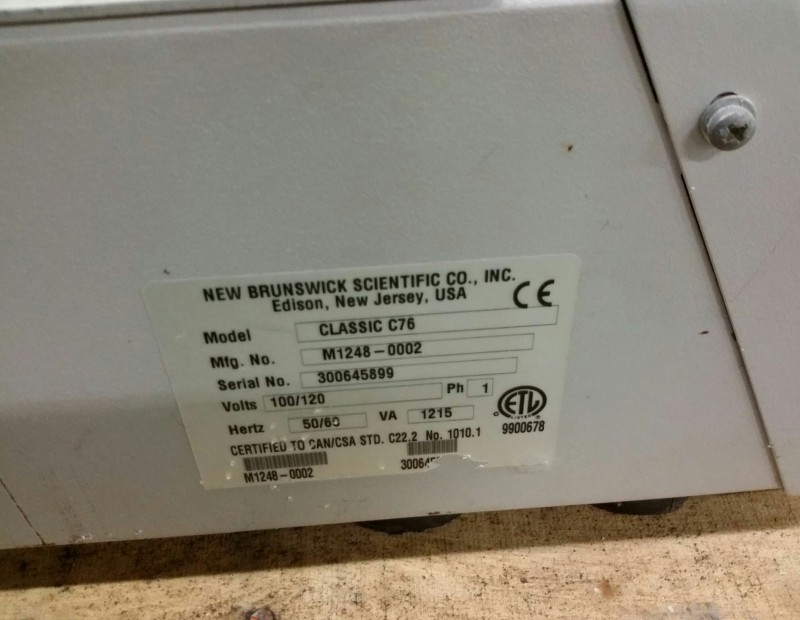 NEW BRUNSWICK SCIENTIFIC CO., INC.
Edison, New Jersey, USA
CE
Model CLASSIC C76
Mfg. No. M1248-0002
Serial No. 300645899
Volts 100/120 Ph 1
Hertz 50/60 VA 1215
ETL
LISTED
CERTIFIED TO CAN/CSA STD. C22.2 No. 1010.1
9900678
M1248-0002